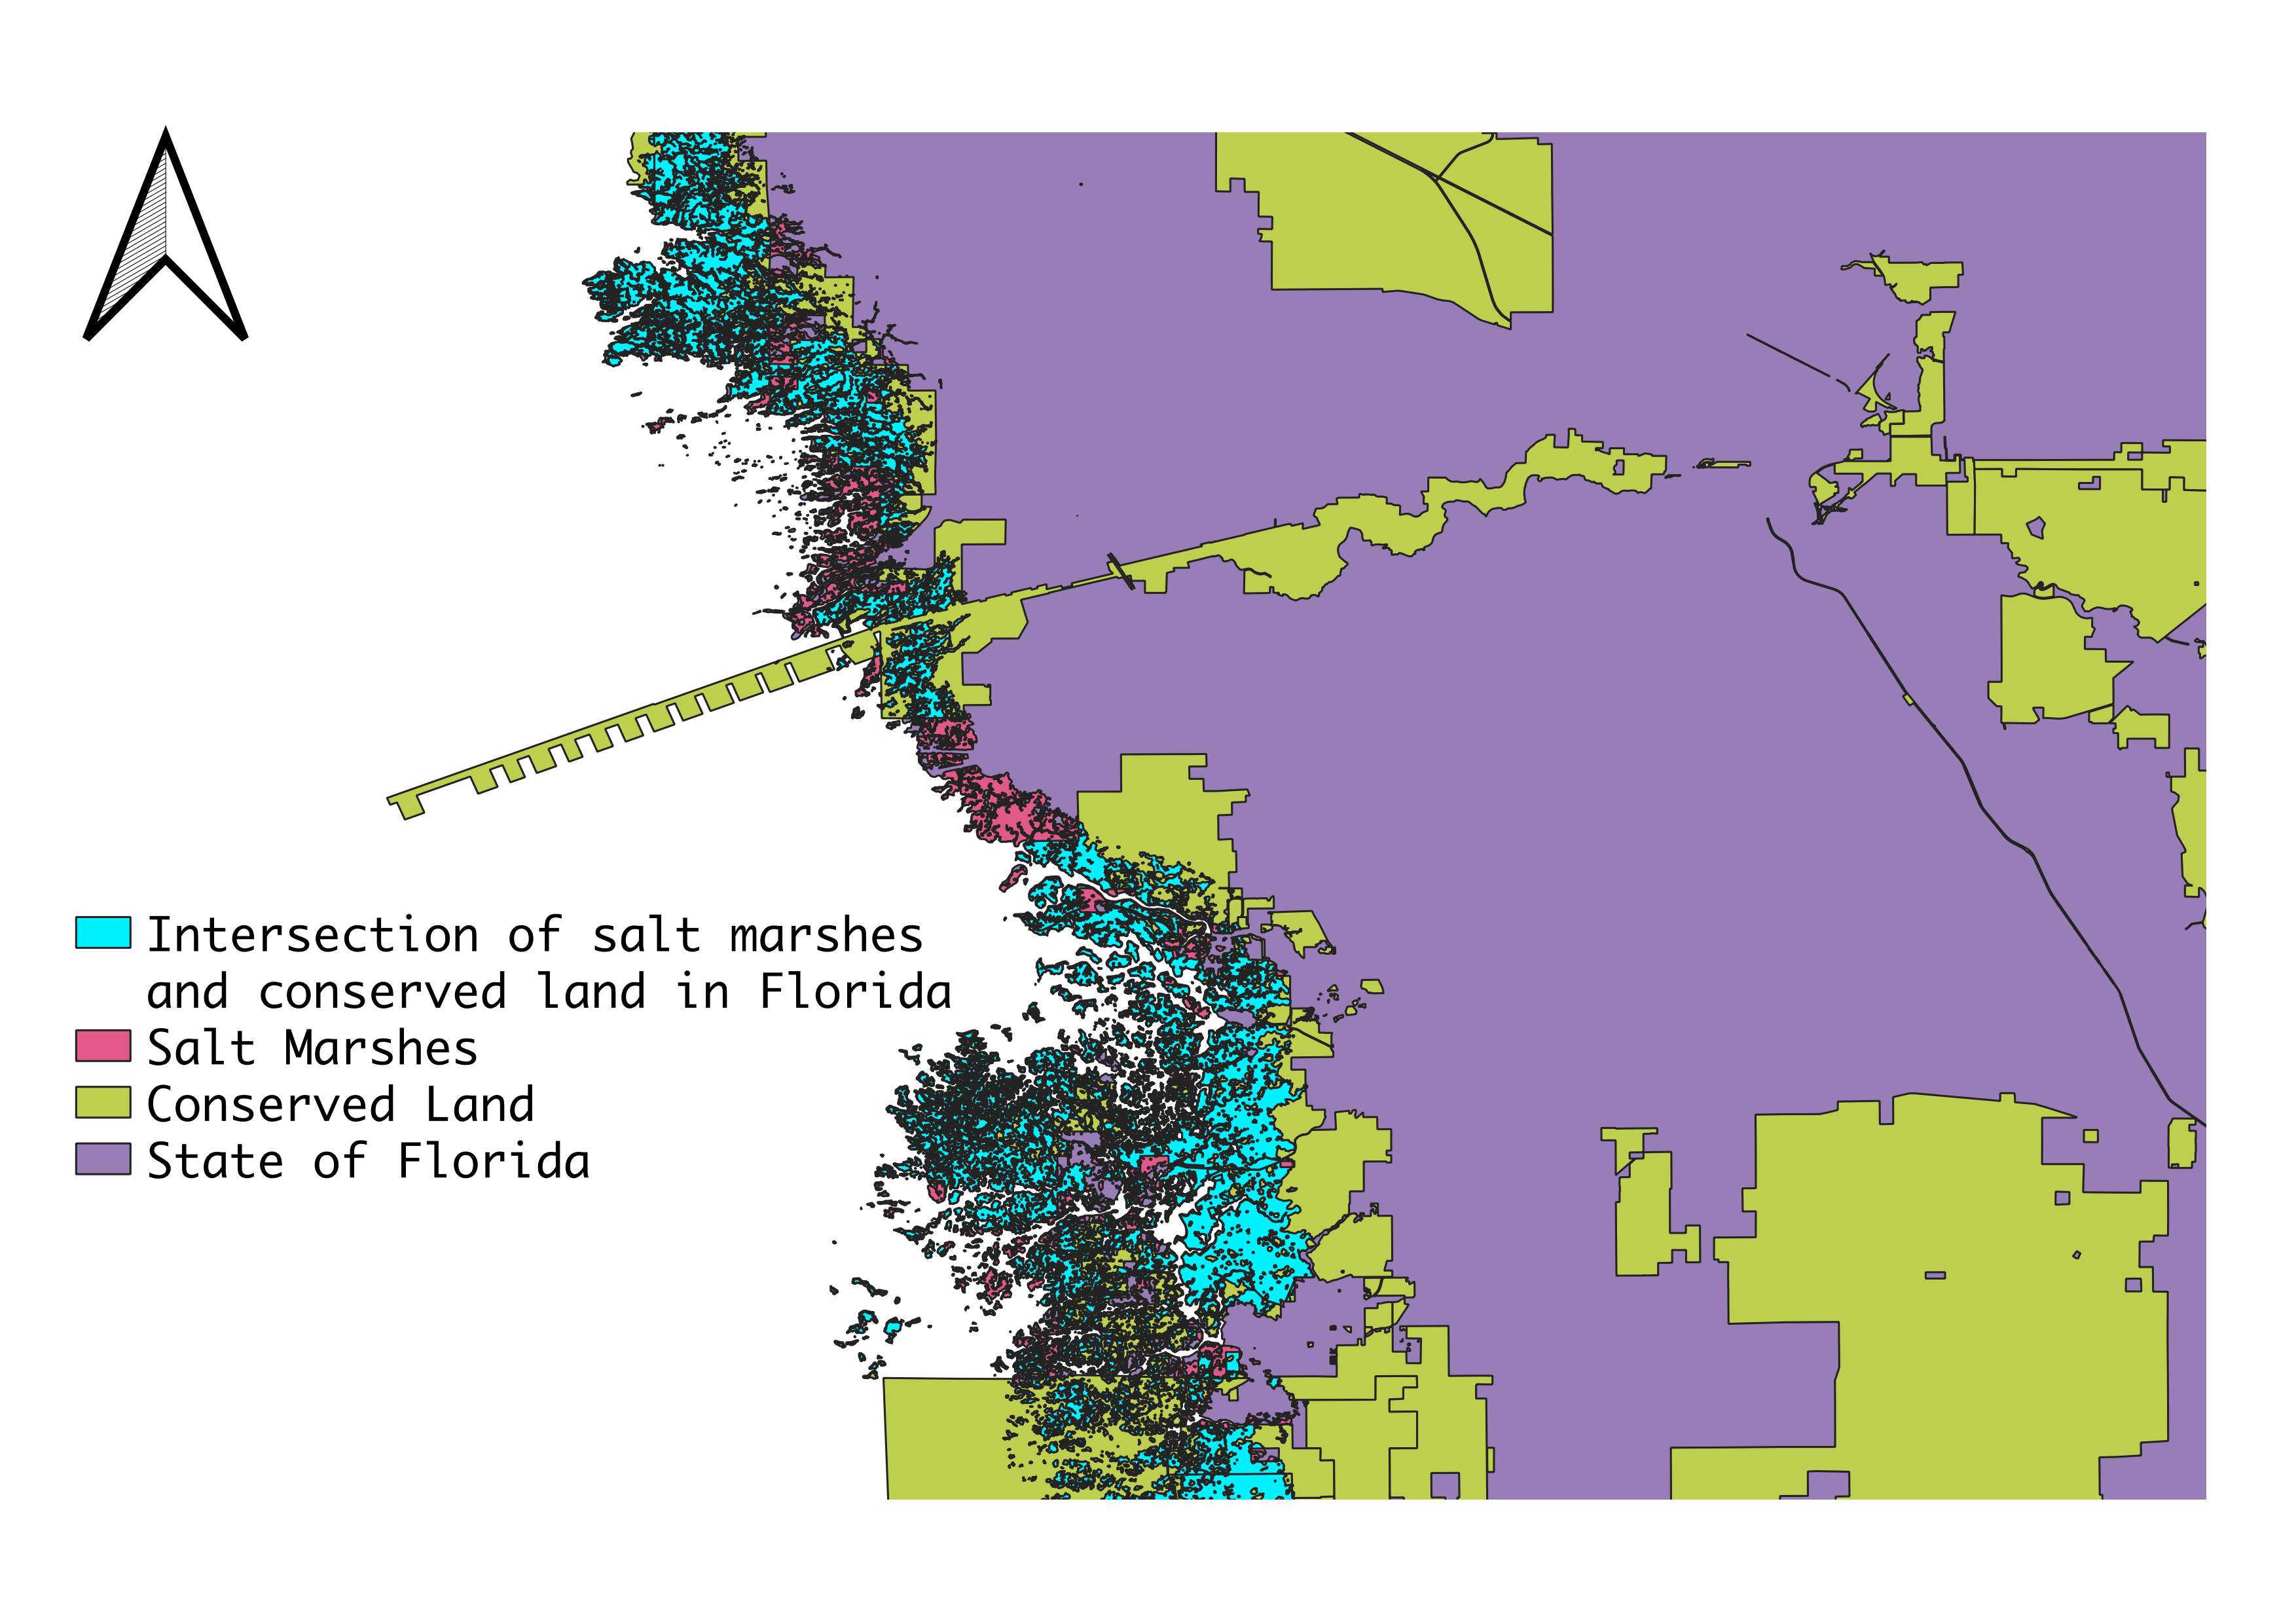 Intersection of salt marshes
and conserved land in Florida
Salt Marshes
Conserved Land
State of Florida